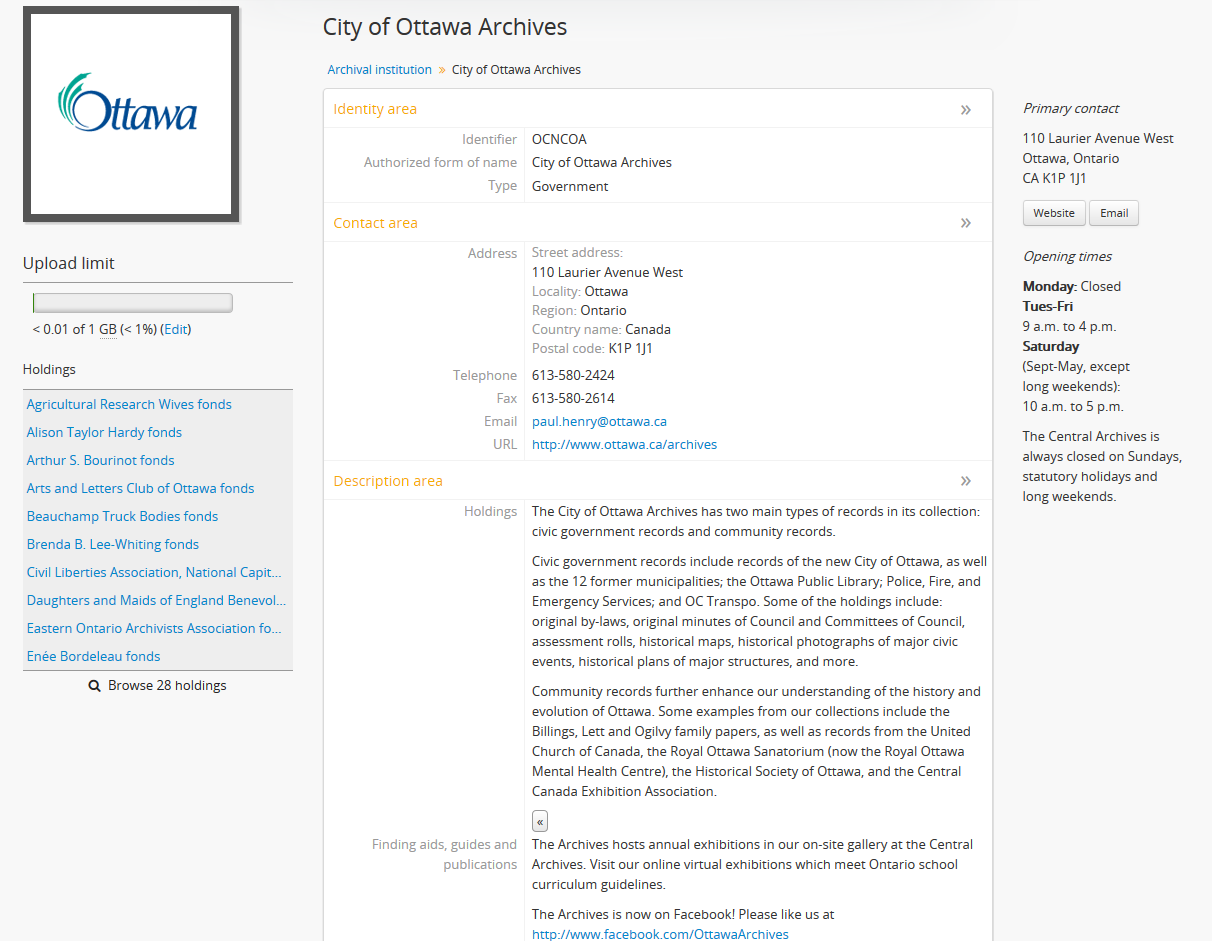 Ottawa
Upload limit
< 0.01 of 1 GB (< 1%) (Edit)
Holdings
Agricultural Research Wives fonds
Alison Taylor Hardy fonds
Arthur S. Bourinot fonds
Arts and Letters Club of Ottawa fonds
Beauchamp Truck Bodies fonds
Brenda B. Lee-Whiting fonds
Civil Liberties Association, National Capit...
Daughters and Maids of England Benevol...
Eastern Ontario Archivists Association fo...
Enée Bordeleau fonds
Browse 28 holdings
City of Ottawa Archives
Archival institution » City of Ottawa Archives
Identity area »
Identifier OCNCOA
Authorized form of name City of Ottawa Archives
Type Government
Contact area »
Address Street address:
110 Laurier Avenue West
Locality: Ottawa
Region: Ontario
Country name: Canada
Postal code: K1P 1J1
Telephone 613-580-2424
Fax 613-580-2614
Email paul.henry@ottawa.ca
URL http://www.ottawa.ca/archives
Description area »
Holdings The City of Ottawa Archives has two main types of records in its collection:
civic government records and community records.
Civic government records include records of the new City of Ottawa, as well
as the 12 former municipalities; the Ottawa Public Library; Police, Fire, and
Emergency Services; and OC Transpo. Some of the holdings include:
original by-laws, original minutes of Council and Committees of Council,
assessment rolls, historical maps, historical photographs of major civic
events, historical plans of major structures, and more.
Community records further enhance our understanding of the history and
evolution of Ottawa. Some examples from our collections include the
Billings, Lett and Ogilvy family papers, as well as records from the United
Church of Canada, the Royal Ottawa Sanatorium (now the Royal Ottawa
Mental Health Centre), the Historical Society of Ottawa, and the Central
Canada Exhibition Association.
«
Finding aids, guides and publications
The Archives hosts annual exhibitions in our on-site gallery at the Central
Archives. Visit our online virtual exhibitions which meet Ontario school
curriculum guidelines.
The Archives is now on Facebook! Please like us at
http://www.facebook.com/OttawaArchives
Primary contact
110 Laurier Avenue West
Ottawa, Ontario
CA K1P 1J1
Website Email
Opening times
Monday: Closed
Tues-Fri
9 a.m. to 4 p.m.
Saturday
(Sept-May, except
long weekends):
10 a.m. to 5 p.m.
The Central Archives is
always closed on Sundays,
statutory holidays and
long weekends.